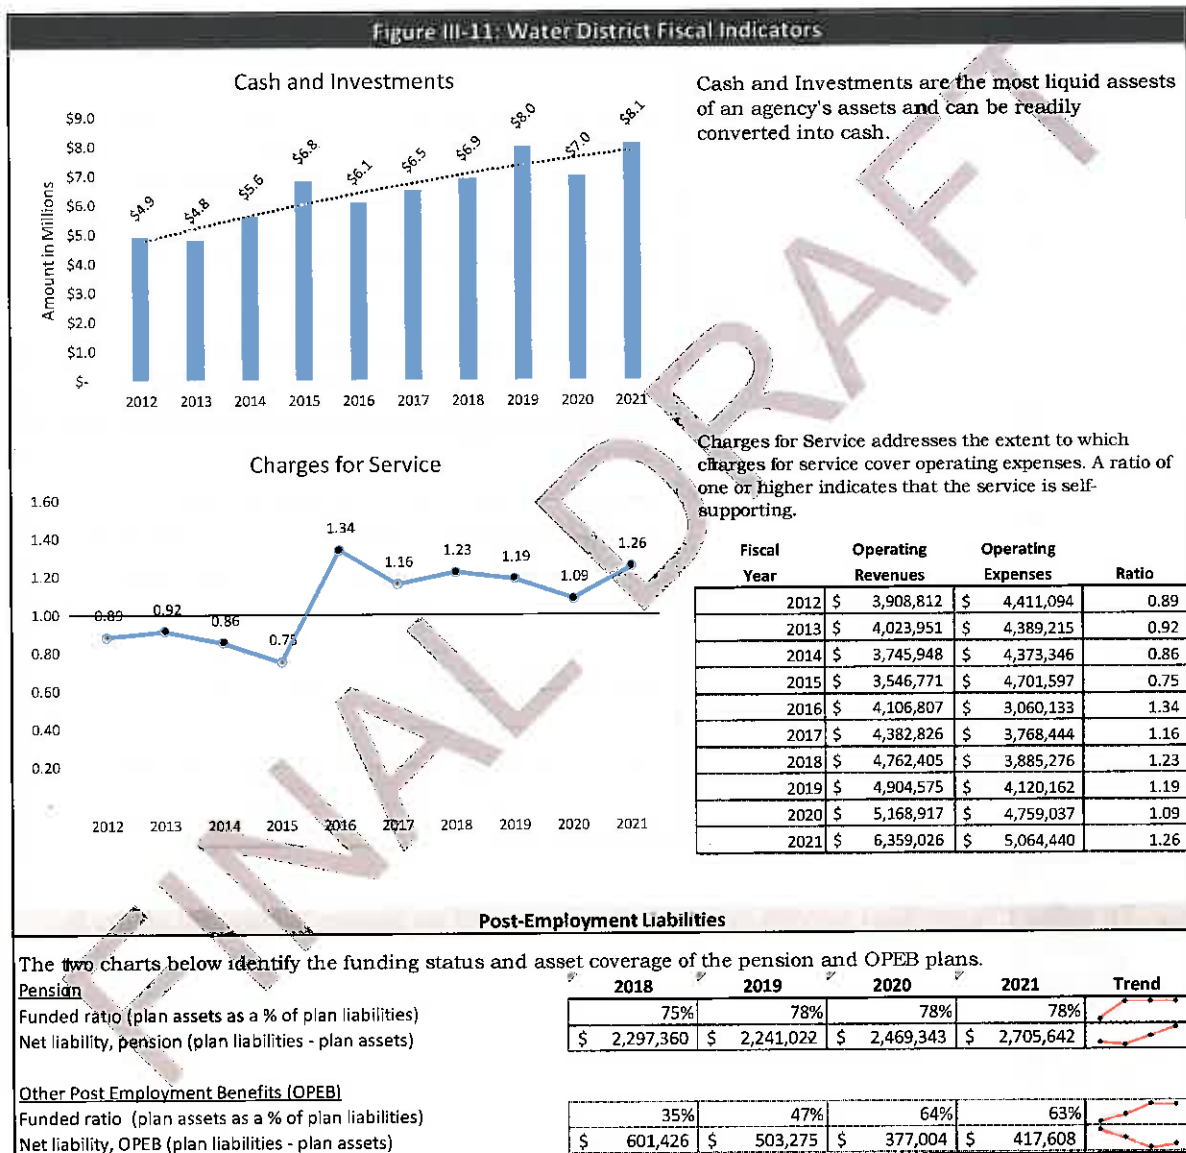 Figure III-11: Water District Fiscal Indicators
Cash and Investments
Cash and Investments are the most liquid assests
of an agency's assets and can be readily
converted into cash.
Amount in Millions
$9.0
$8.0
$7.0
$6.0
$5.0
$4.0
$3.0
$2.0
$1.0
$-
$4.9 $4.8 $5.6 $6.8 $6.1 $6.5 $6.9 $8.0 $7.0 $8.1
2012 2013 2014 2015 2016 2017 2018 2019 2020 2021
Charges for Service
Charges for Service addresses the extent to which
charges for service cover operating expenses. A ratio of
one or higher indicates that the service is self-
supporting.
1.60
1.40
1.20
1.00
0.80
0.60
0.40
0.20
0.89 0.92 0.86 0.75 1.34 1.16 1.23 1.19 1.09 1.26
2012 2013 2014 2015 2016 2017 2018 2019 2020 2021
Fiscal Operating Operating
Year Revenues Expenses Ratio
2012 $ 3,908,812 $ 4,411,094 0.89
2013 $ 4,023,951 $ 4,389,215 0.92
2014 $ 3,745,948 $ 4,373,346 0.86
2015 $ 3,546,771 $ 4,701,597 0.75
2016 $ 4,106,807 $ 3,060,133 1.34
2017 $ 4,382,826 $ 3,768,444 1.16
2018 $ 4,762,405 $ 3,885,276 1.23
2019 $ 4,904,575 $ 4,120,162 1.19
2020 $ 5,168,917 $ 4,759,037 1.09
2021 $ 6,359,026 $ 5,064,440 1.26
FINAL DRAFT
Post-Employment Liabilities
The two charts below identify the funding status and asset coverage of the pension and OPEB plans.
Pension 2018 2019 2020 2021 Trend
Funded ratio (plan assets as a % of plan liabilities) 75% 78% 78% 78%
Net liability, pension (plan liabilities - plan assets) $ 2,297,360 $ 2,241,022 $ 2,469,343 $ 2,705,642
Other Post Employment Benefits (OPEB)
Funded ratio (plan assets as a % of plan liabilities) 35% 47% 64% 63%
Net liability, OPEB (plan liabilities - plan assets) $ 601,426 $ 503,275 $ 377,004 $ 417,608